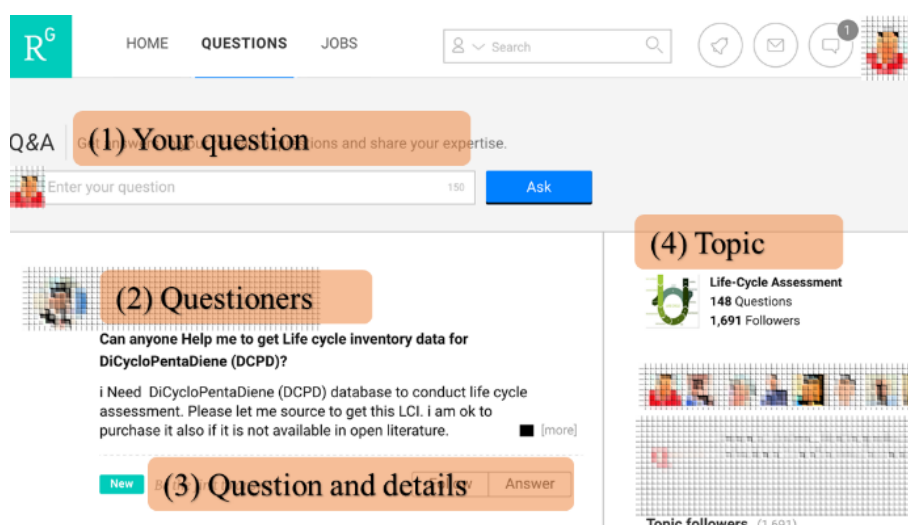 RG
HOME QUESTIONS JOBS
Search
1
Q&A
(1) Your question
and share your expertise.
Enter your question 150 Ask
(2) Questioners
Can anyone Help me to get Life cycle inventory data for
DiCycloPentaDiene (DCPD)?
i Need DiCycloPentaDiene (DCPD) database to conduct life cycle
assessment. Please let me source to get this LCI. i am ok to
purchase it also if it is not available in open literature. [more]
New
(3) Question and details
Answer
(4) Topic
Life-Cycle Assessment
148 Questions
1,691 Followers
Topic followers (1,691)